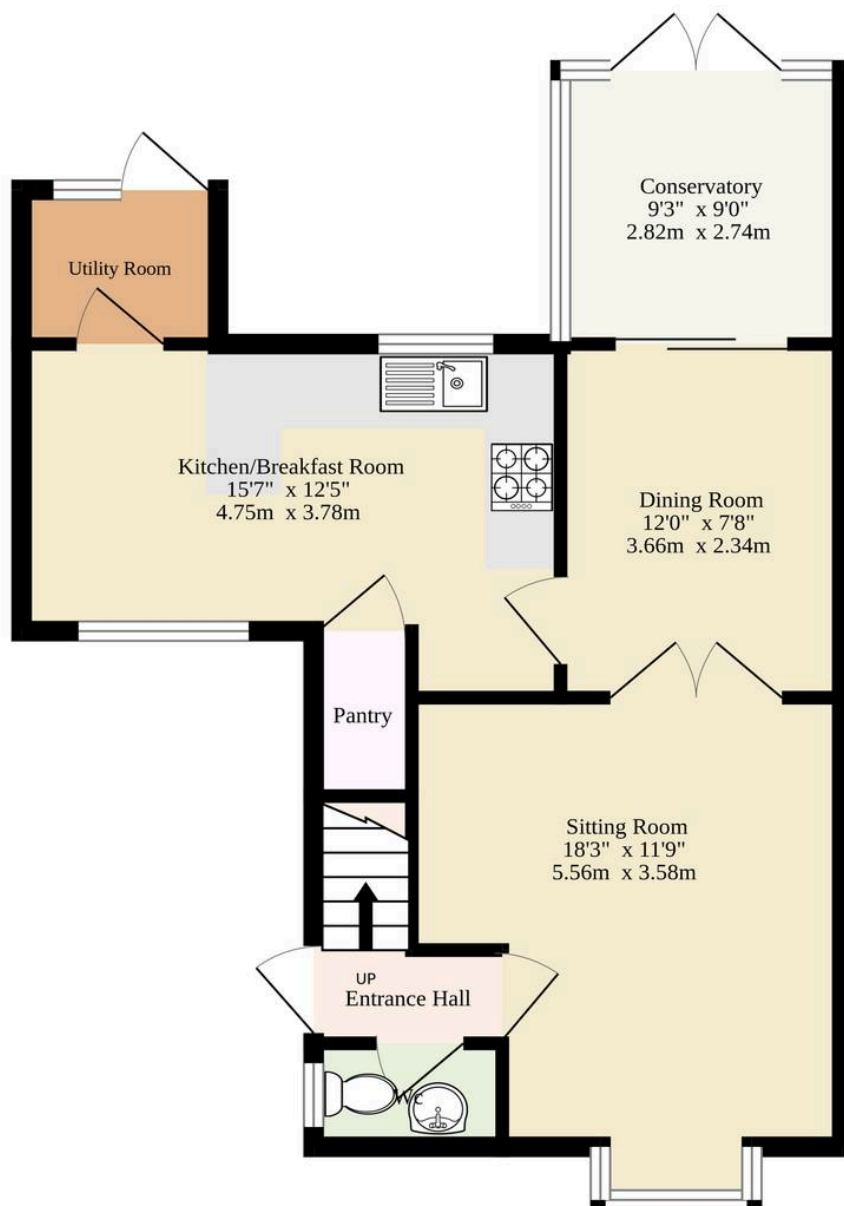 Conservatory
9'3" x 9'0"
2.82m x 2.74m
Utility Room
Kitchen/Breakfast Room
15'7" x 12'5"
4.75m x 3.78m
Dining Room
12'0" x 7'8"
3.66m x 2.34m
Pantry
Sitting Room
18'3" x 11'9"
5.56m x 3.58m
UP
Entrance Hall
Wc